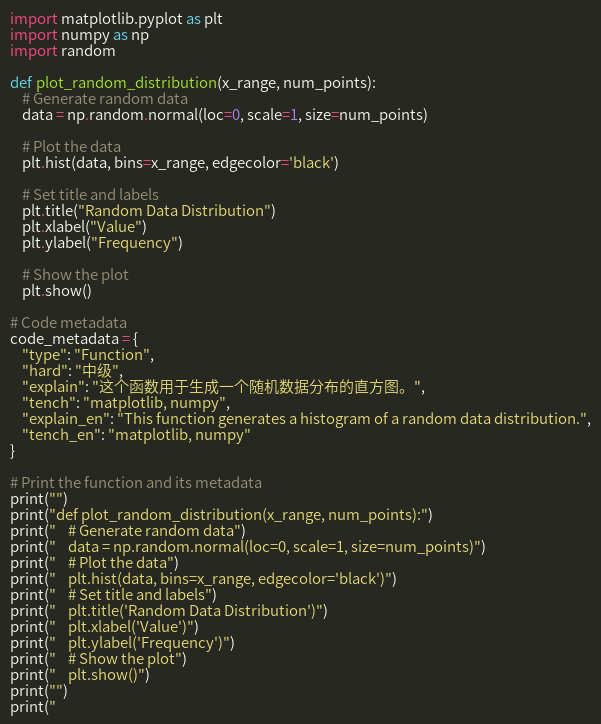 import matplotlib.pyplot as plt
import numpy as np
import random

def plot_random_distribution(x_range, num_points):
    # Generate random data
    data = np.random.normal(loc=0, scale=1, size=num_points)

    # Plot the data
    plt.hist(data, bins=x_range, edgecolor='black')

    # Set title and labels
    plt.title("Random Data Distribution")
    plt.xlabel("Value")
    plt.ylabel("Frequency")

    # Show the plot
    plt.show()

# Code metadata
code_metadata = {
    "type": "Function",
    "hard": "中级",
    "explain": "这个函数用于生成一个随机数据分布的直方图。",
    "tench": "matplotlib, numpy",
    "explain_en": "This function generates a histogram of a random data distribution.",
    "tench_en": "matplotlib, numpy"
}

# Print the function and its metadata
print("")
print("def plot_random_distribution(x_range, num_points):")
print("    # Generate random data")
print("    data = np.random.normal(loc=0, scale=1, size=num_points)")
print("    # Plot the data")
print("    plt.hist(data, bins=x_range, edgecolor='black')")
print("    # Set title and labels")
print("    plt.title('Random Data Distribution')")
print("    plt.xlabel('Value')")
print("    plt.ylabel('Frequency')")
print("    # Show the plot")
print("    plt.show()")
print("")
print("